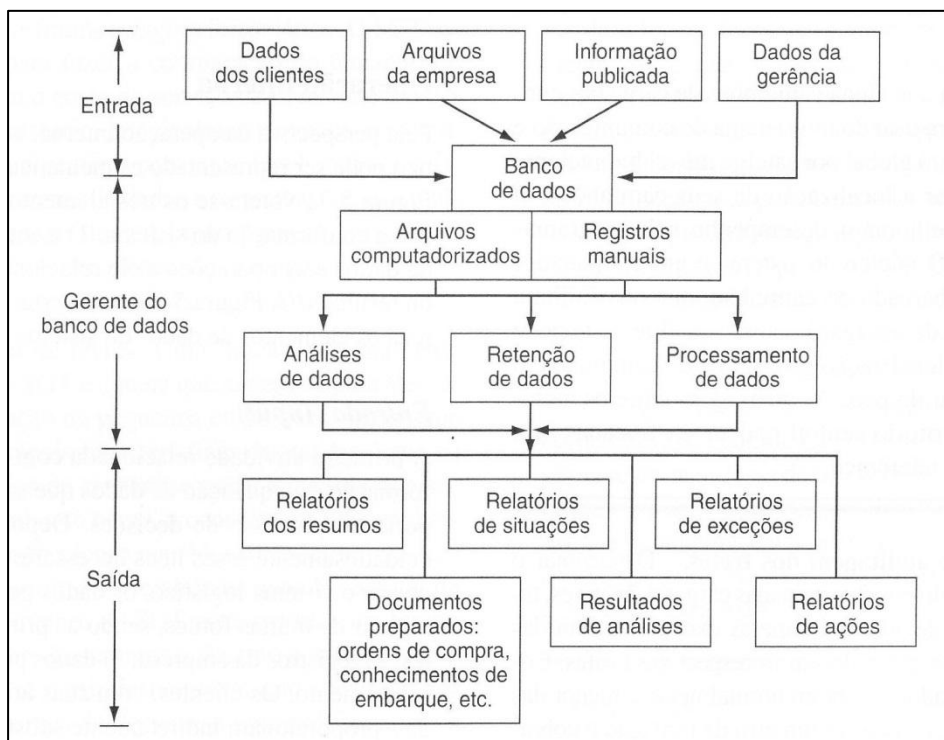 Dados
dos clientes
Arquivos
da empresa
Informação
publicada
Dados da
gerência
Entrada
Banco
de dados
Arquivos
computadorizados
Registros
manuais
Gerente do
banco de dados
Análises
de dados
Retenção
de dados
Processamento
de dados
Relatórios
dos resumos
Relatórios
de situações
Relatórios
de exceções
Saída
Documentos
preparados:
ordens de compra,
conhecimentos de
embarque, etc.
Resultados
de análises
Relatórios
de ações